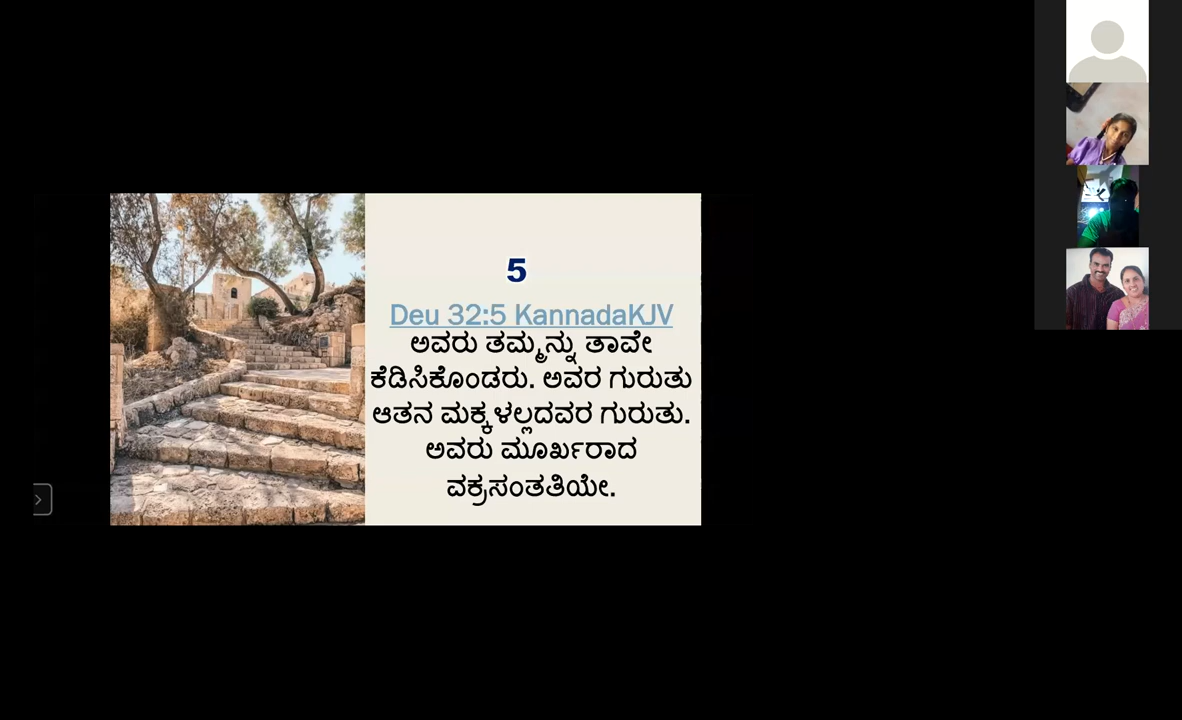 5
Deu 32:5 KannadaKJV
ಅವರು ತಮ್ಮನ್ನು ತಾವೇ
ಕೆಡಿಸಿಕೊಂಡರು. ಅವರ ಗುರುತು
ಆತನ ಮಕ್ಕಳಲ್ಲದವರ ಗುರುತು.
ಅವರು ಮೂರ್ಖರಾದ
ವಕ್ರಸಂತತಿಯೇ.